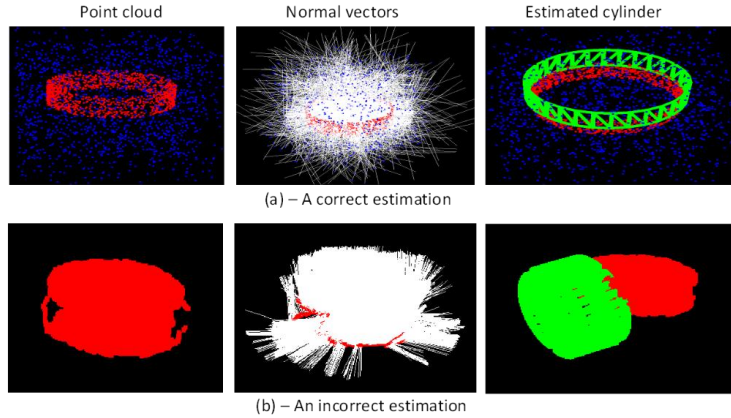 Point cloud
Normal vectors
Estimated cylinder
(a) – A correct estimation
(b) – An incorrect estimation